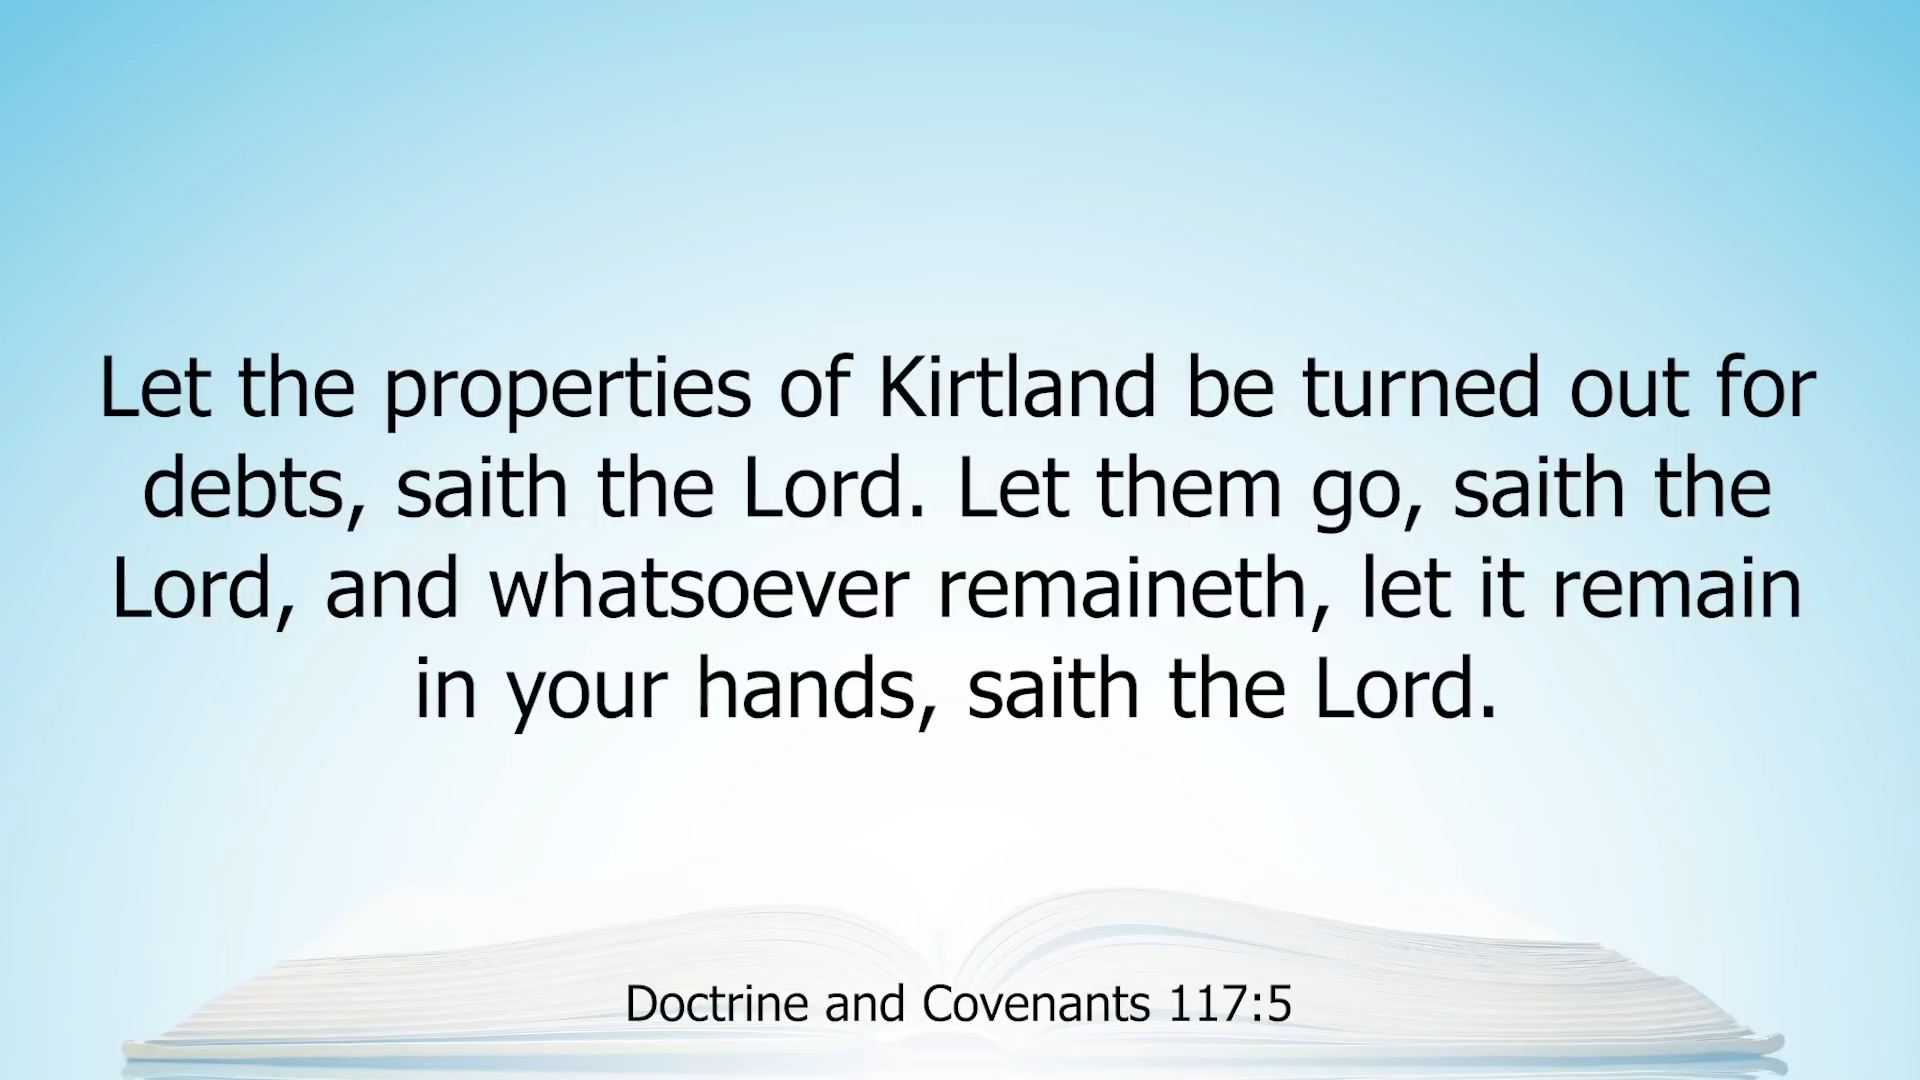 Let the properties of Kirtland be turned out for
debts, saith the Lord. Let them go, saith the
Lord, and whatsoever remaineth, let it remain
in your hands, saith the Lord.
Doctrine and Covenants 117:5